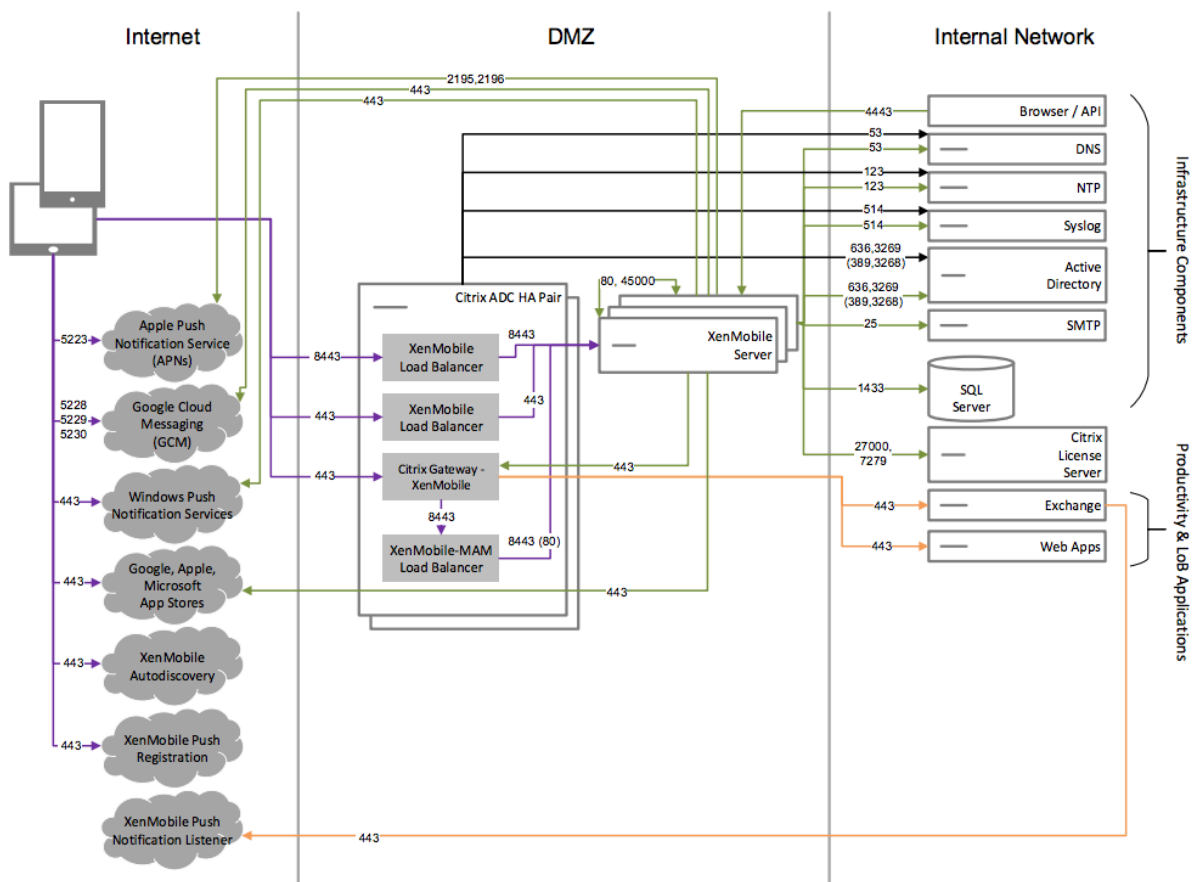 Internet
DMZ
Internal Network
2195,2196
443
443
4443
Browser / API
53
53
DNS
123
123
NTP
514
514
Syslog
636,3269
(389,3268)
636,3269
(389,3268)
Active
Directory
25
SMTP
1433
SQL
Server
27000,
7279
Citrix
License
Server
443
Exchange
443
Web Apps
Infrastructure Components
Productivity & LoB Applications
80, 45000
XenMobile
Server
Citrix ADC HA Pair
8443
XenMobile
Load Balancer
8443
443
XenMobile
Load Balancer
443
443
Citrix Gateway -
XenMobile
443
8443
XenMobile-MAM
Load Balancer
8443 (80)
443
5223
Apple Push
Notification Service
(APNs)
5228
5229
5230
Google Cloud
Messaging
(GCM)
443
Windows Push
Notification Services
443
Google, Apple,
Microsoft
App Stores
443
XenMobile
Autodiscovery
443
XenMobile Push
Registration
XenMobile Push
Notification Listener
443